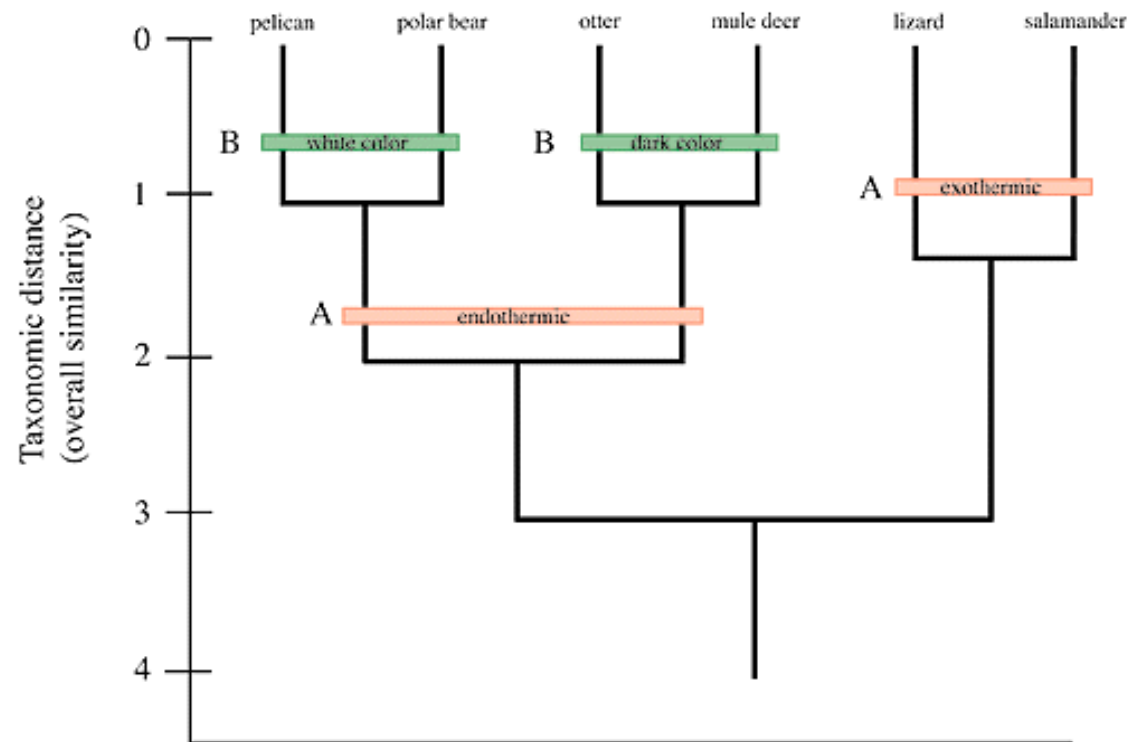 pelican polar bear otter mule deer lizard salamander
0
B white color B dark color
1
A exothermic
A endothermic
2
3
4
Taxonomic distance
(overall similarity)